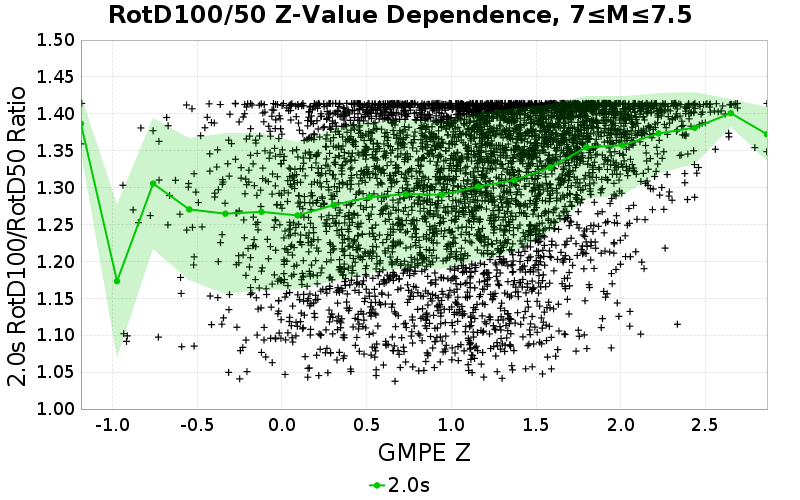 RotD100/50 Z-Value Dependence, 7≤M≤7.5
2.0s RotD100/RotD50 Ratio
1.50
1.45
1.40
1.35
1.30
1.25
1.20
1.15
1.10
1.05
1.00
-1.0 -0.5 0.0 0.5 1.0 1.5 2.0 2.5
GMPE Z
2.0s